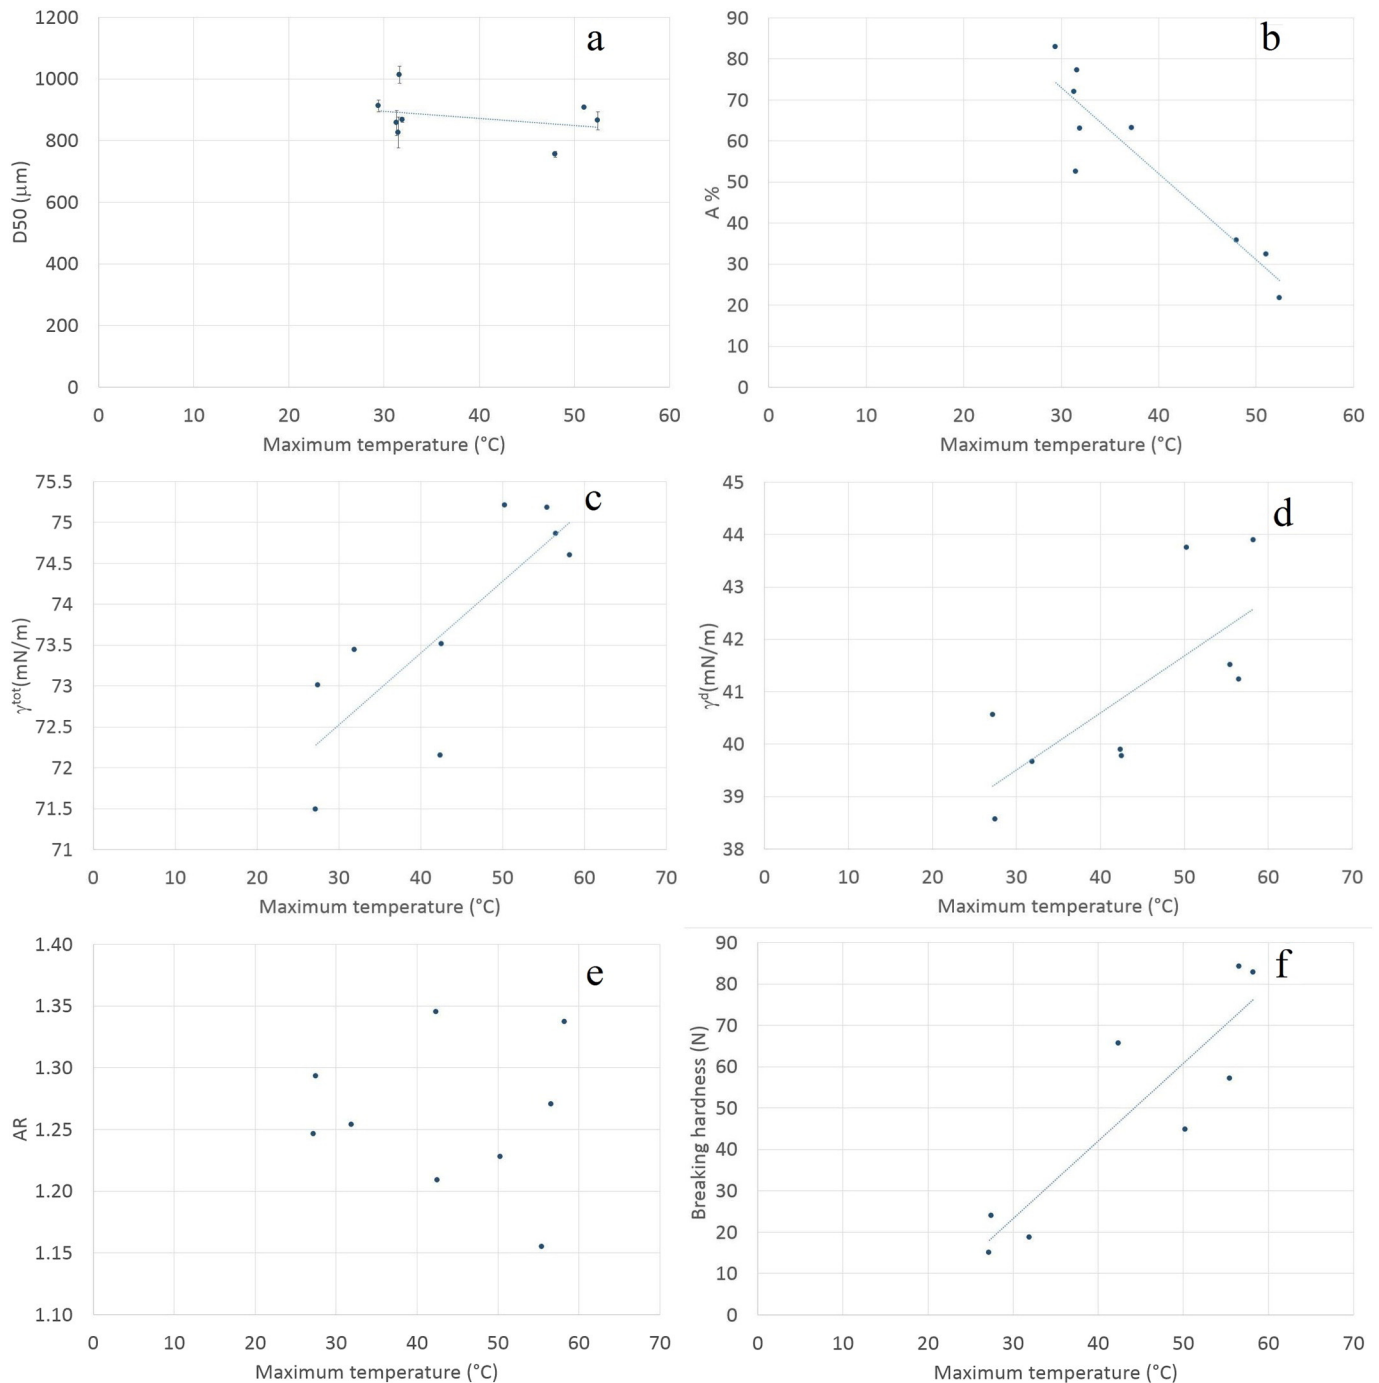 a
1200
1000
800
600
400
200
0
D50 (μm)
0 10 20 30 40 50 60
Maximum temperature (°C)
b
90
80
70
60
50
40
30
20
10
0
A %
0 10 20 30 40 50 60
Maximum temperature (°C)
c
75.5
75
74.5
74
73.5
73
72.5
72
71.5
71
γtot(mN/m)
0 10 20 30 40 50 60 70
Maximum temperature (°C)
d
45
44
43
42
41
40
39
38
γd(mN/m)
0 10 20 30 40 50 60 70
Maximum temperature (°C)
e
1.40
1.35
1.30
1.25
1.20
1.15
1.10
AR
0 10 20 30 40 50 60 70
Maximum temperature (°C)
f
90
80
70
60
50
40
30
20
10
0
Breaking hardness (N)
0 10 20 30 40 50 60 70
Maximum temperature (°C)